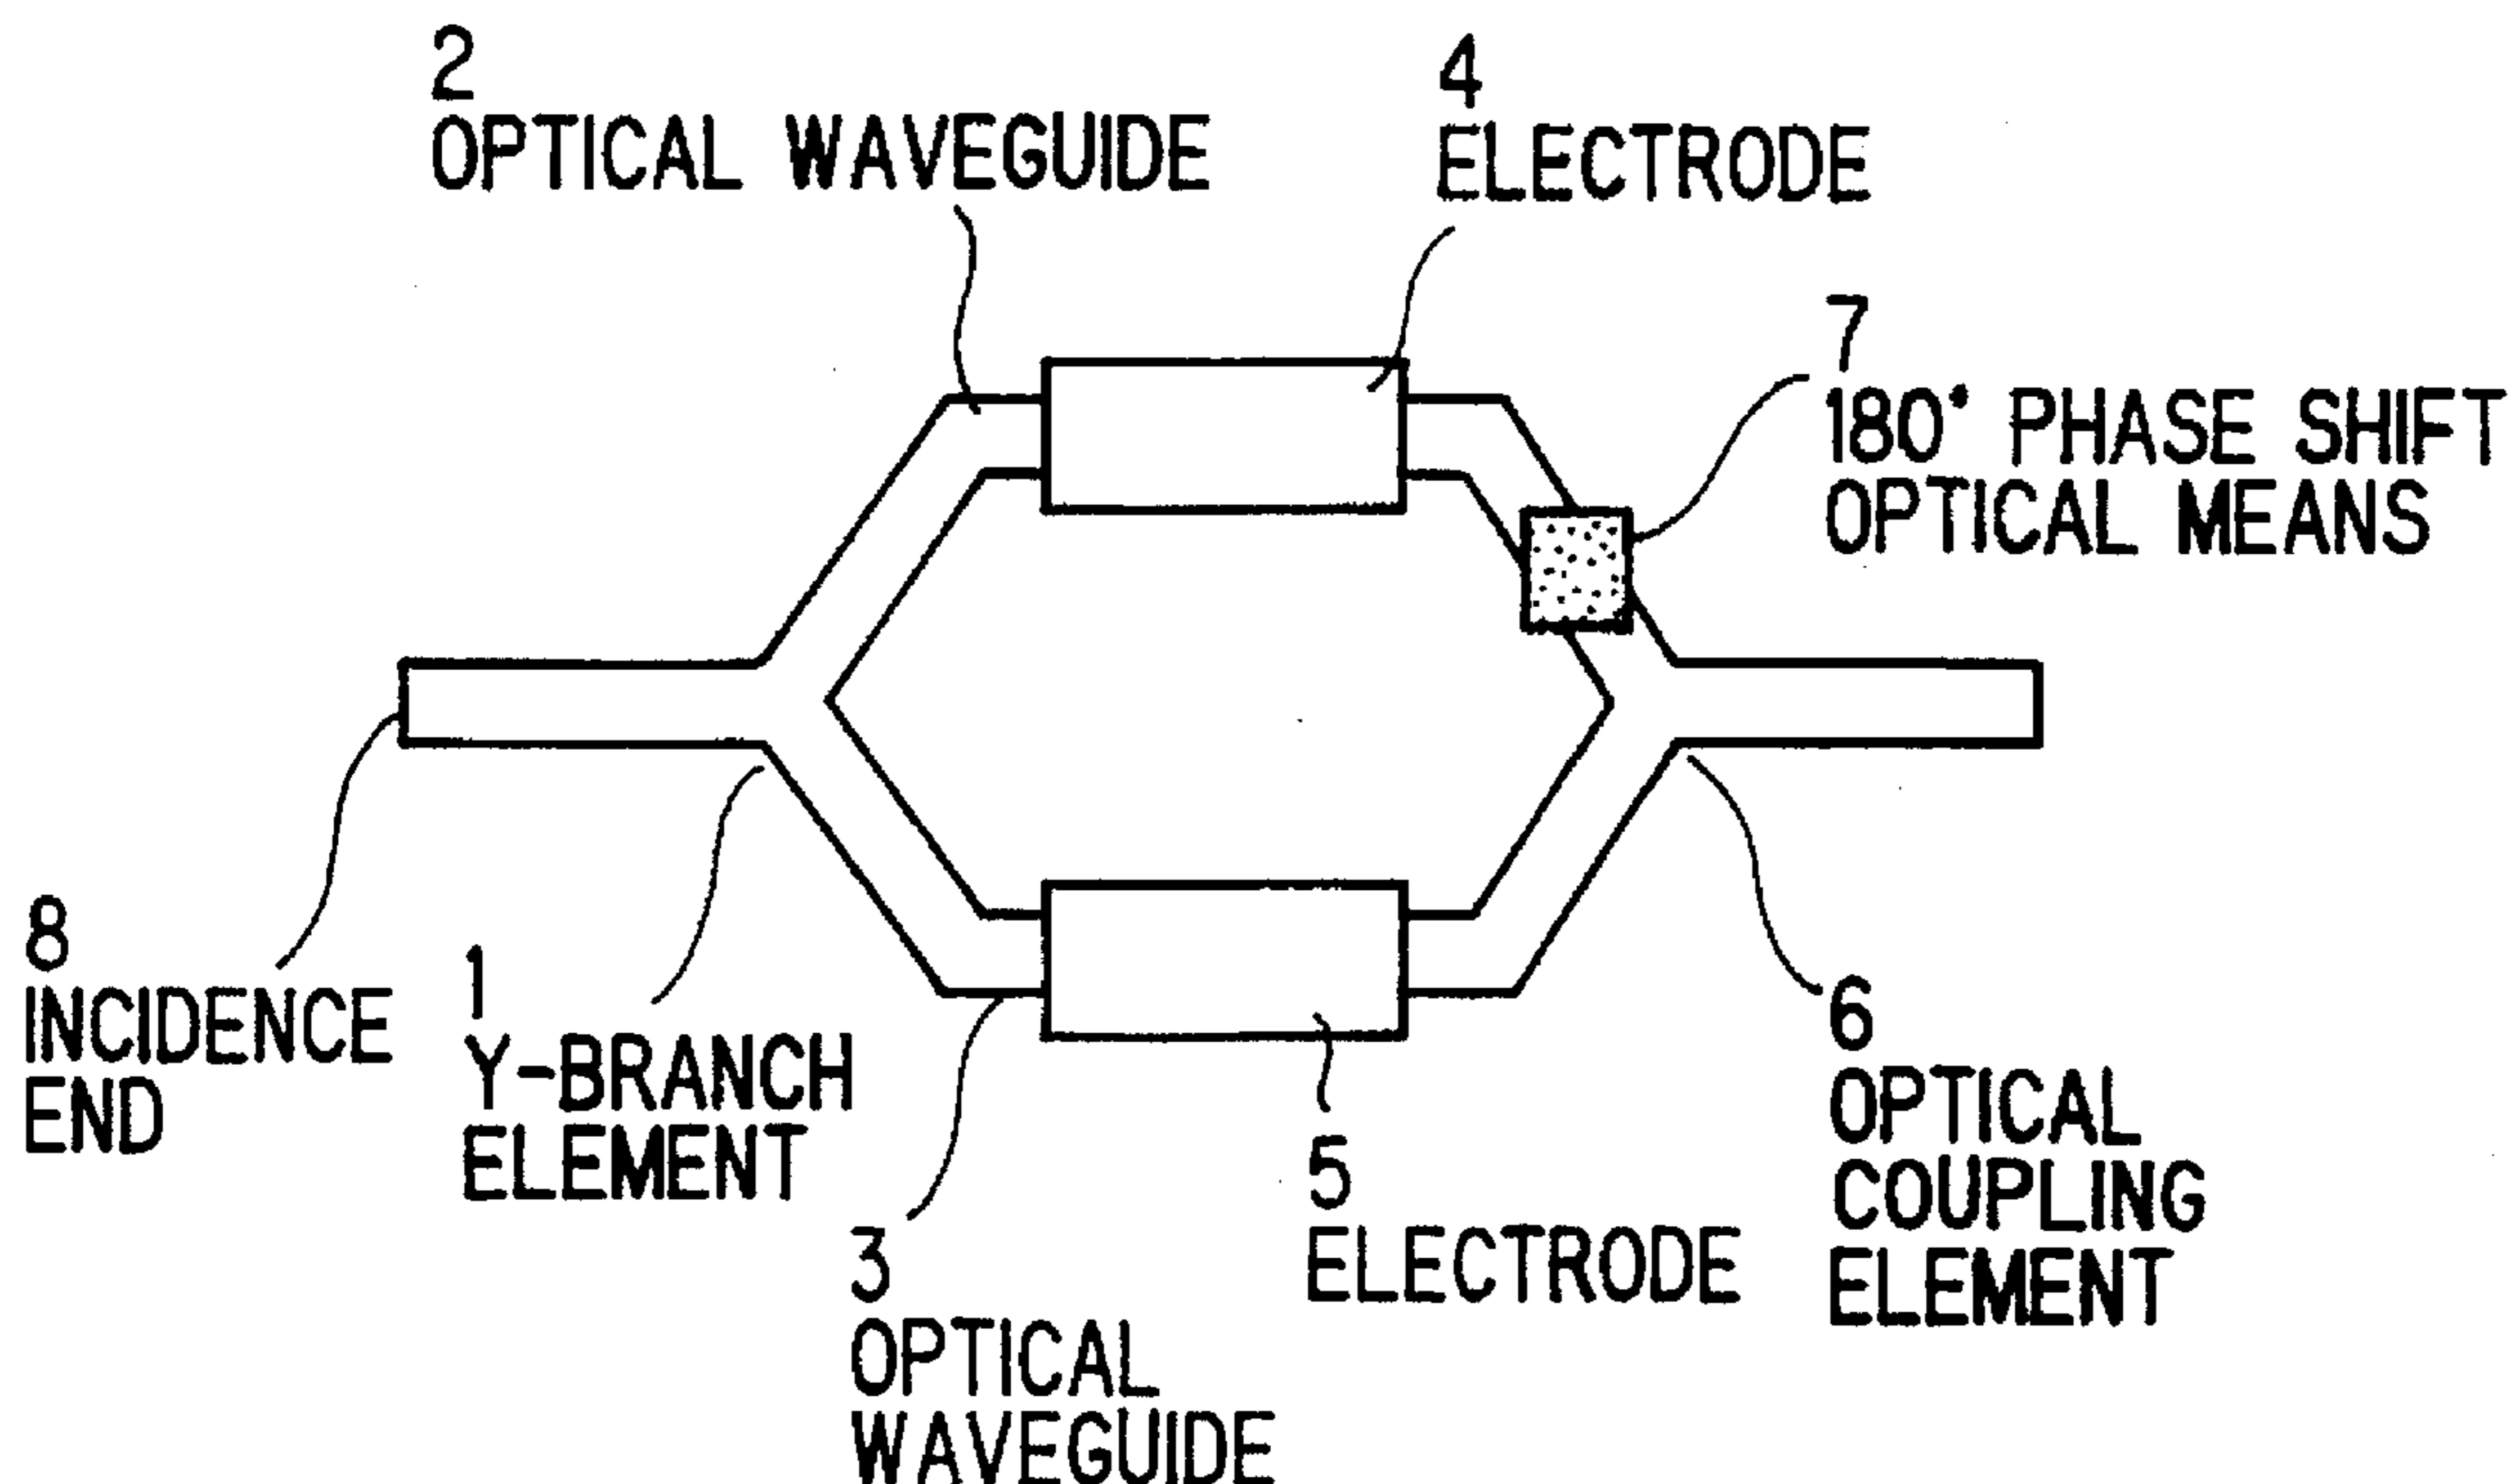 2
OPTICAL WAVEGUIDE
4
ELECTRODE
7
180° PHASE SHIFT
OPTICAL MEANS
8
INCIDENCE
END
1
Y-BRANCH
ELEMENT
3
OPTICAL
WAVEGUIDE
5
ELECTRODE
6
OPTICAL
COUPLING
ELEMENT